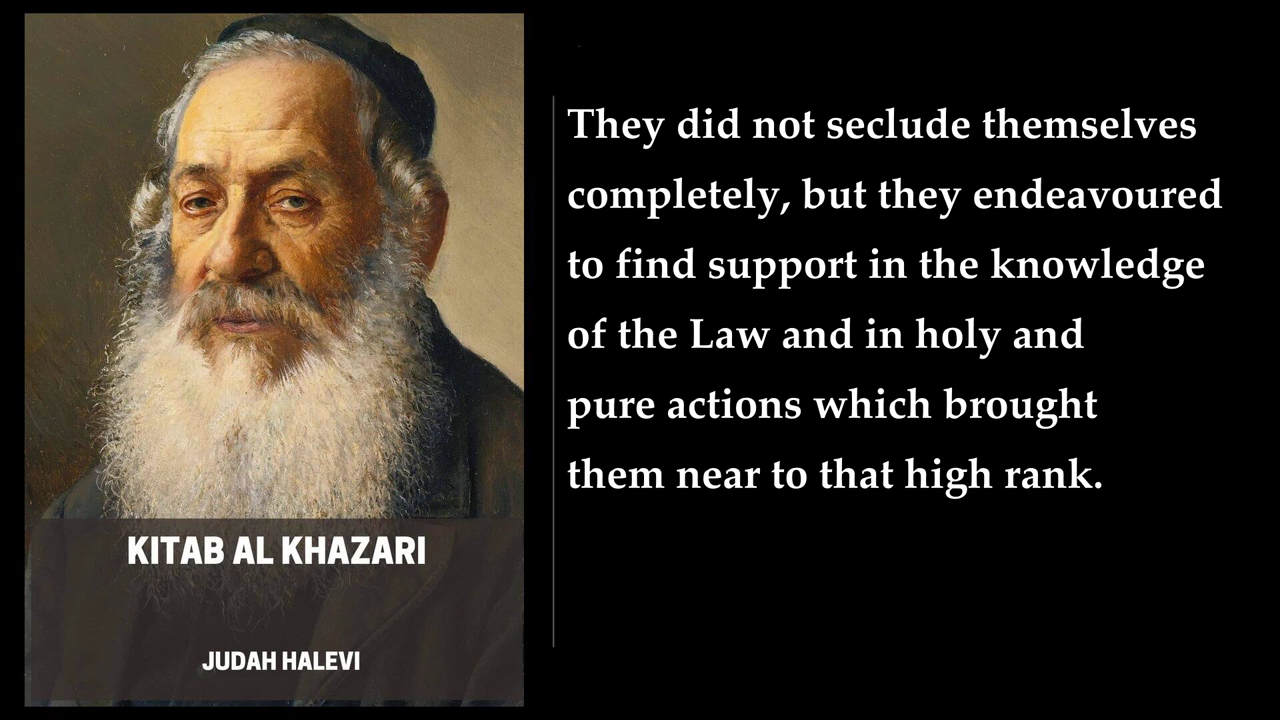 KITAB AL KHAZARI
JUDAH HALEVI
They did not seclude themselves
completely, but they endeavoured
to find support in the knowledge
of the Law and in holy and
pure actions which brought
them near to that high rank.